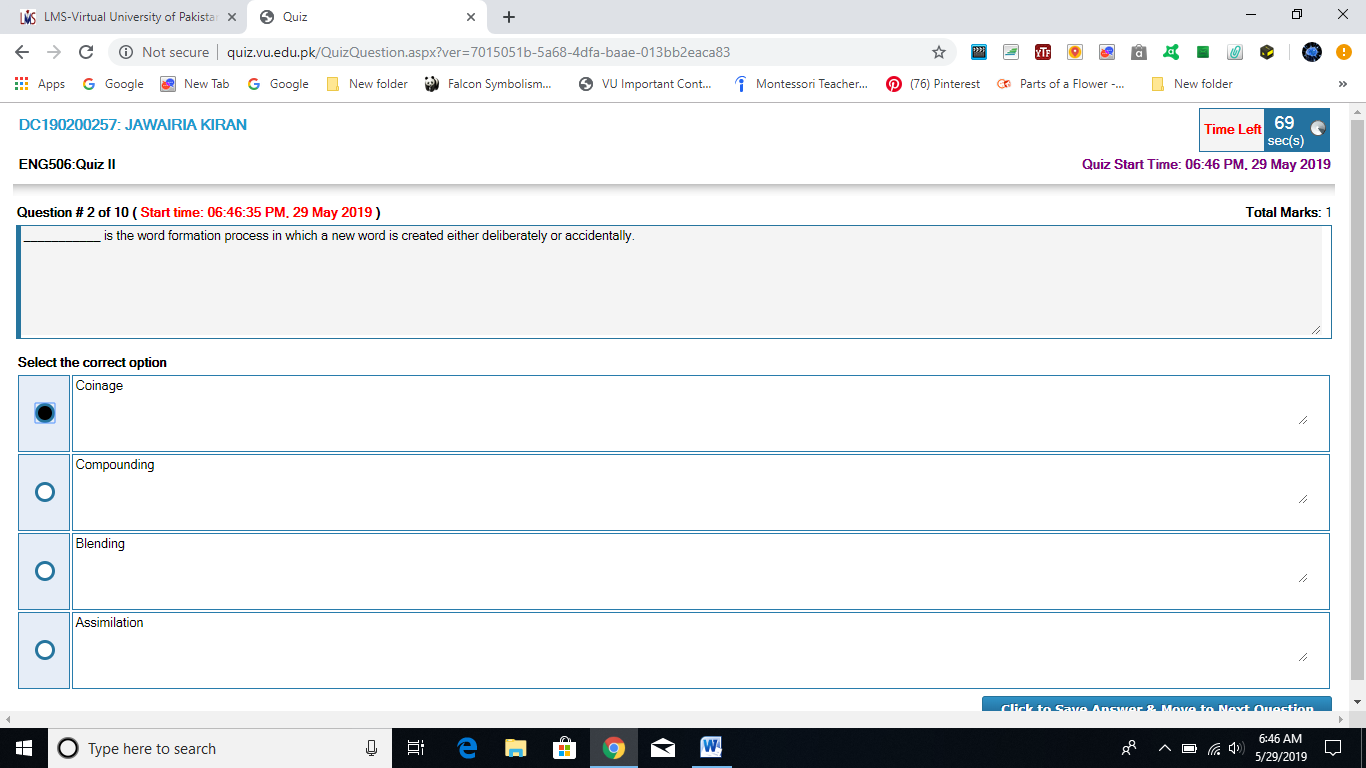 LMS-Virtual University of Pakista
Quiz
Not secure
quiz.vu.edu.pk/QuizQuestion.aspx?ver=7015051b-5a68-4dfa-baae-013bb2eaca83
Apps
Google
New Tab
Google
New folder
Falcon Symbolism...
VU Important Cont...
Montessori Teacher...
(76) Pinterest
Parts of a Flower -...
New folder
»
DC190200257: JAWAIRIA KIRAN
Time Left 69 sec(s)
ENG506:Quiz II
Quiz Start Time: 06:46 PM, 29 May 2019
Question # 2 of 10 ( Start time: 06:46:35 PM, 29 May 2019 )
Total Marks: 1
___________ is the word formation process in which a new word is created either deliberately or accidentally.
Select the correct option
Coinage
Compounding
Blending
Assimilation
Click to Save Answer & Move to Next Question
Type here to search
6:46 AM
5/29/2019